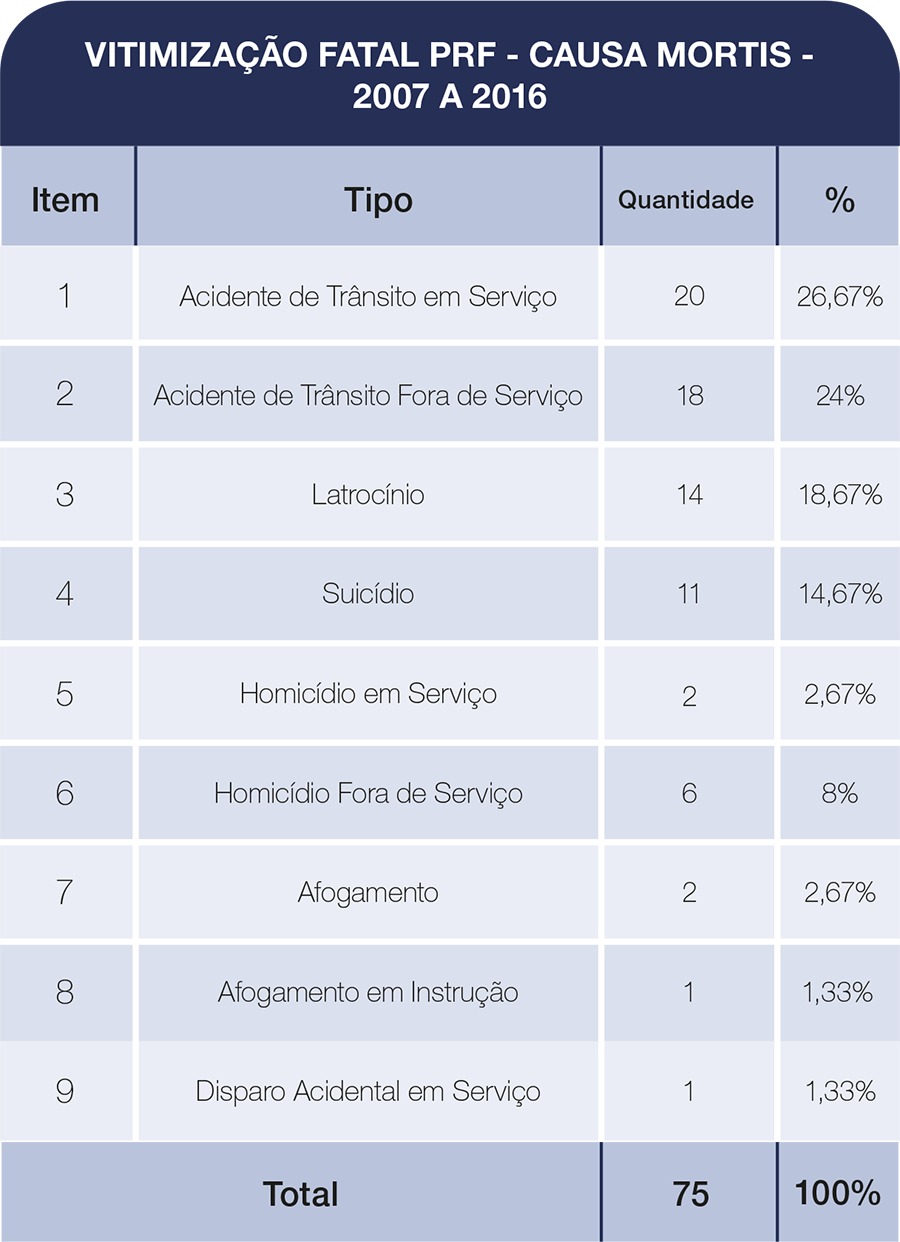 VITIMIZAÇÃO FATAL PRF - CAUSA MORTIS -
2007 A 2016
Item Tipo Quantidade %
1 Acidente de Trânsito em Serviço 20 26,67%
2 Acidente de Trânsito Fora de Serviço 18 24%
3 Latrocínio 14 18,67%
4 Suicídio 11 14,67%
5 Homicídio em Serviço 2 2,67%
6 Homicídio Fora de Serviço 6 8%
7 Afogamento 2 2,67%
8 Afogamento em Instrução 1 1,33%
9 Disparo Acidental em Serviço 1 1,33%
Total 75 100%